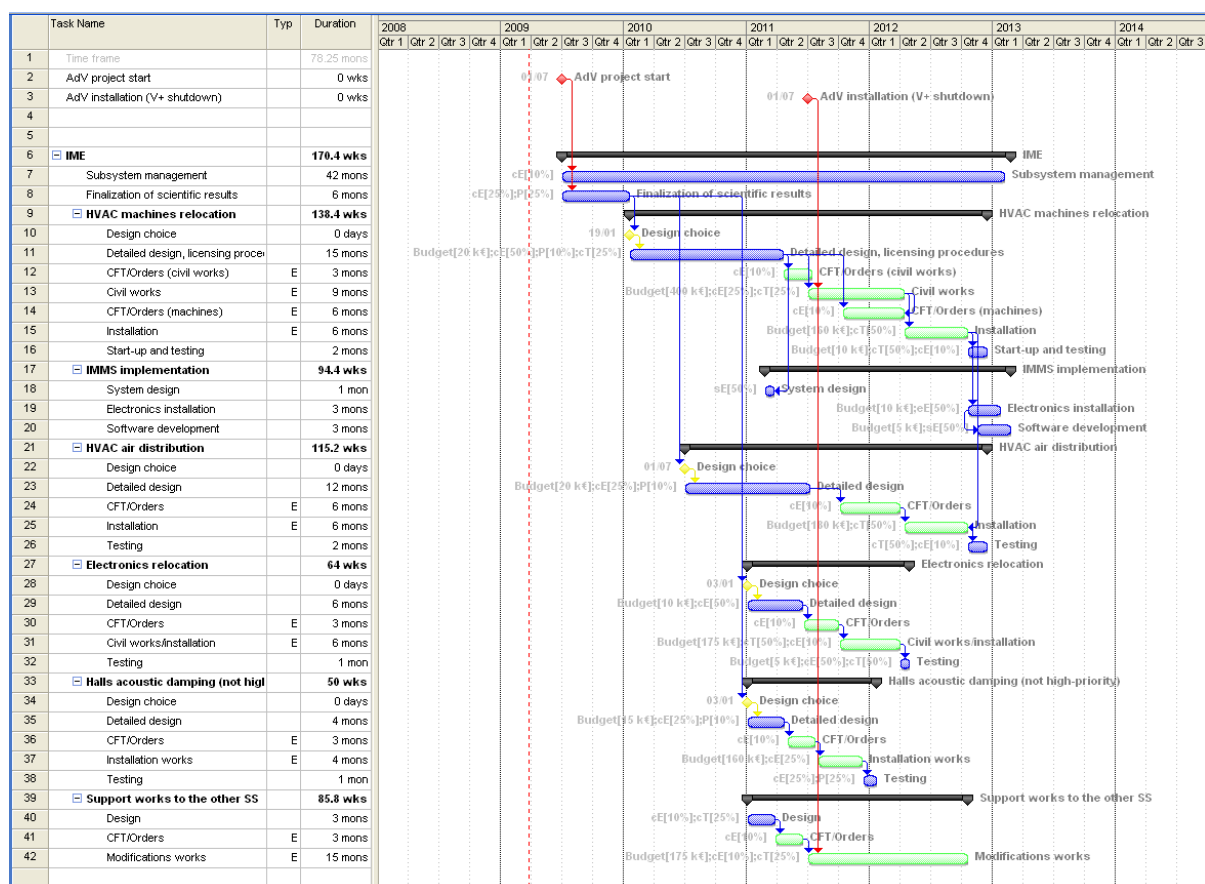 Task Name Typ Duration 2008 2009 2010 2011 2012 2013 2014
Qtr 1 Qtr 2 Qtr 3 Qtr 4 Qtr 1 Qtr 2 Qtr 3 Qtr 4 Qtr 1 Qtr 2 Qtr 3 Qtr 4 Qtr 1 Qtr 2 Qtr 3 Qtr 4 Qtr 1 Qtr 2 Qtr 3 Qtr 4 Qtr 1 Qtr 2 Qtr 3 Qtr 4 Qtr 1 Qtr 2 Qtr 3
1 Time frame 78.25 mons
2 AdV project start 0 wks 01/07 AdV project start
3 AdV installation (V+ shutdown) 0 wks 01/07 AdV installation (V+ shutdown)
4
5
6 IME 170.4 wks IME
7 Subsystem management 42 mons cE[10%] Subsystem management
8 Finalization of scientific results 6 mons cE[25%];P[25%] Finalization of scientific results
9 HVAC machines relocation 138.4 wks HVAC machines relocation
10 Design choice 0 days 19/01 Design choice
11 Detailed design, licensing proce 15 mons Budget[20 k€];cE[50%];P[10%];cT[25%] Detailed design, licensing procedures
12 CFT/Orders (civil works) E 3 mons cE[10%] CFT/Orders (civil works)
13 Civil works E 9 mons Budget[400 k€];cE[25%];cT[25%] Civil works
14 CFT/Orders (machines) E 6 mons cE[10%] CFT/Orders (machines)
15 Installation E 6 mons Budget[150 k€];cT[50%] Installation
16 Start-up and testing 2 mons Budget[10 k€];cT[50%];cE[10%] Start-up and testing
17 IMMS implementation 94.4 wks IMMS implementation
18 System design 1 mon sE[50%] System design
19 Electronics installation 3 mons Budget[10 k€];eE[50%] Electronics installation
20 Software development 3 mons Budget[5 k€];sE[50%] Software development
21 HVAC air distribution 115.2 wks HVAC air distribution
22 Design choice 0 days 01/07 Design choice
23 Detailed design 12 mons Budget[20 k€];cE[25%];P[10%] Detailed design
24 CFT/Orders E 6 mons cE[10%] CFT/Orders
25 Installation E 6 mons Budget[180 k€];cT[50%] Installation
26 Testing 2 mons cT[50%];cE[10%] Testing
27 Electronics relocation 64 wks Electronics relocation
28 Design choice 0 days 03/01 Design choice
29 Detailed design 6 mons Budget[10 k€];cE[50%] Detailed design
30 CFT/Orders E 3 mons cE[10%] CFT/Orders
31 Civil works/installation E 6 mons Budget[175 k€];cT[50%];cE[10%] Civil works/installation
32 Testing 1 mon Budget[5 k€];cE[50%];cT[50%] Testing
33 Halls acoustic damping (not higl 50 wks Halls acoustic damping (not high-priority)
34 Design choice 0 days 03/01 Design choice
35 Detailed design 4 mons Budget[15 k€];cE[25%];P[10%] Detailed design
36 CFT/Orders E 3 mons cE[10%] CFT/Orders
37 Installation works E 4 mons Budget[160 k€];cE[25%] Installation works
38 Testing 1 mon cE[25%];P[25%] Testing
39 Support works to the other SS 85.8 wks Support works to the other SS
40 Design 3 mons cE[10%];cT[25%] Design
41 CFT/Orders E 3 mons cE[10%] CFT/Orders
42 Modifications works E 15 mons Budget[175 k€];cE[10%];cT[25%] Modifications works